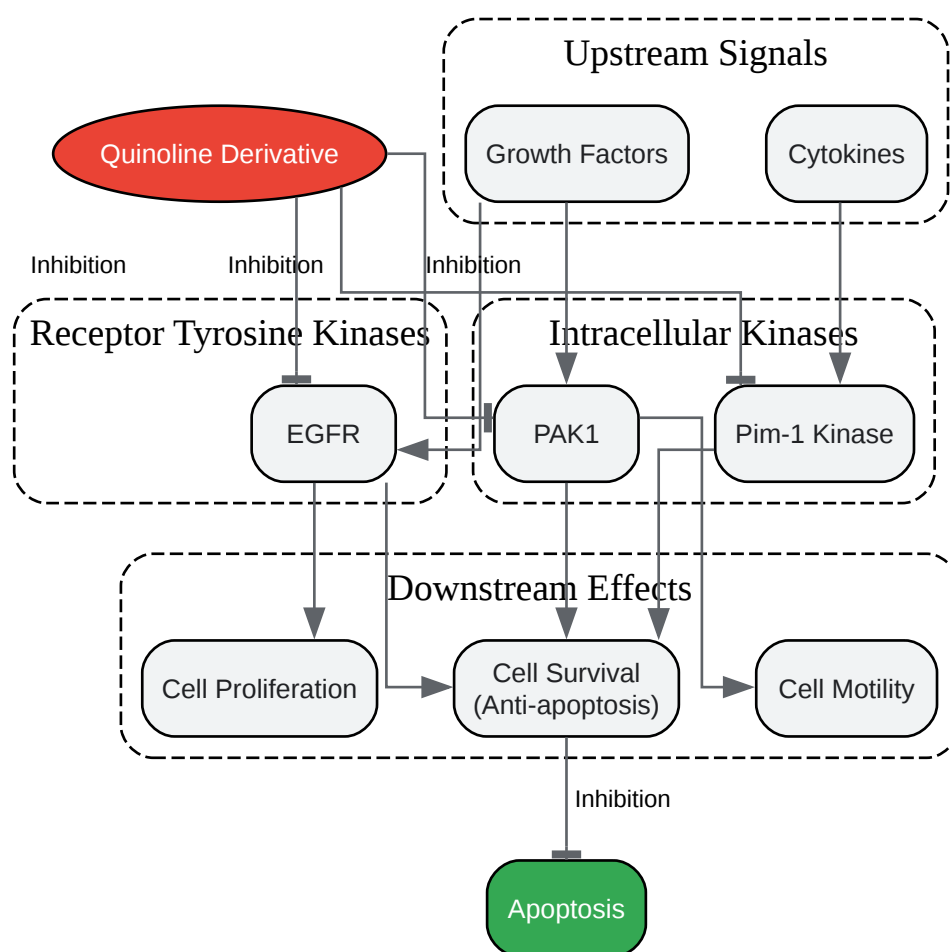 Upstream Signals
Quinoline Derivative
Growth Factors
Cytokines
Inhibition
Inhibition
Inhibition
Receptor Tyrosine Kinases
Intracellular Kinases
EGFR
PAK1
Pim-1 Kinase
Downstream Effects
Cell Proliferation
Cell Survival
(Anti-apoptosis)
Cell Motility
Inhibition
Apoptosis